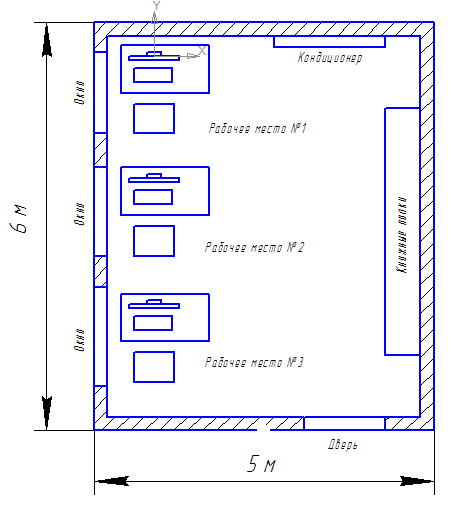 Y
X
Кондиционер
Окно
Рабочее место №1
6 м
Окно
Рабочее место №2
Книжные полки
Окно
Рабочее место №3
Дверь
5 м